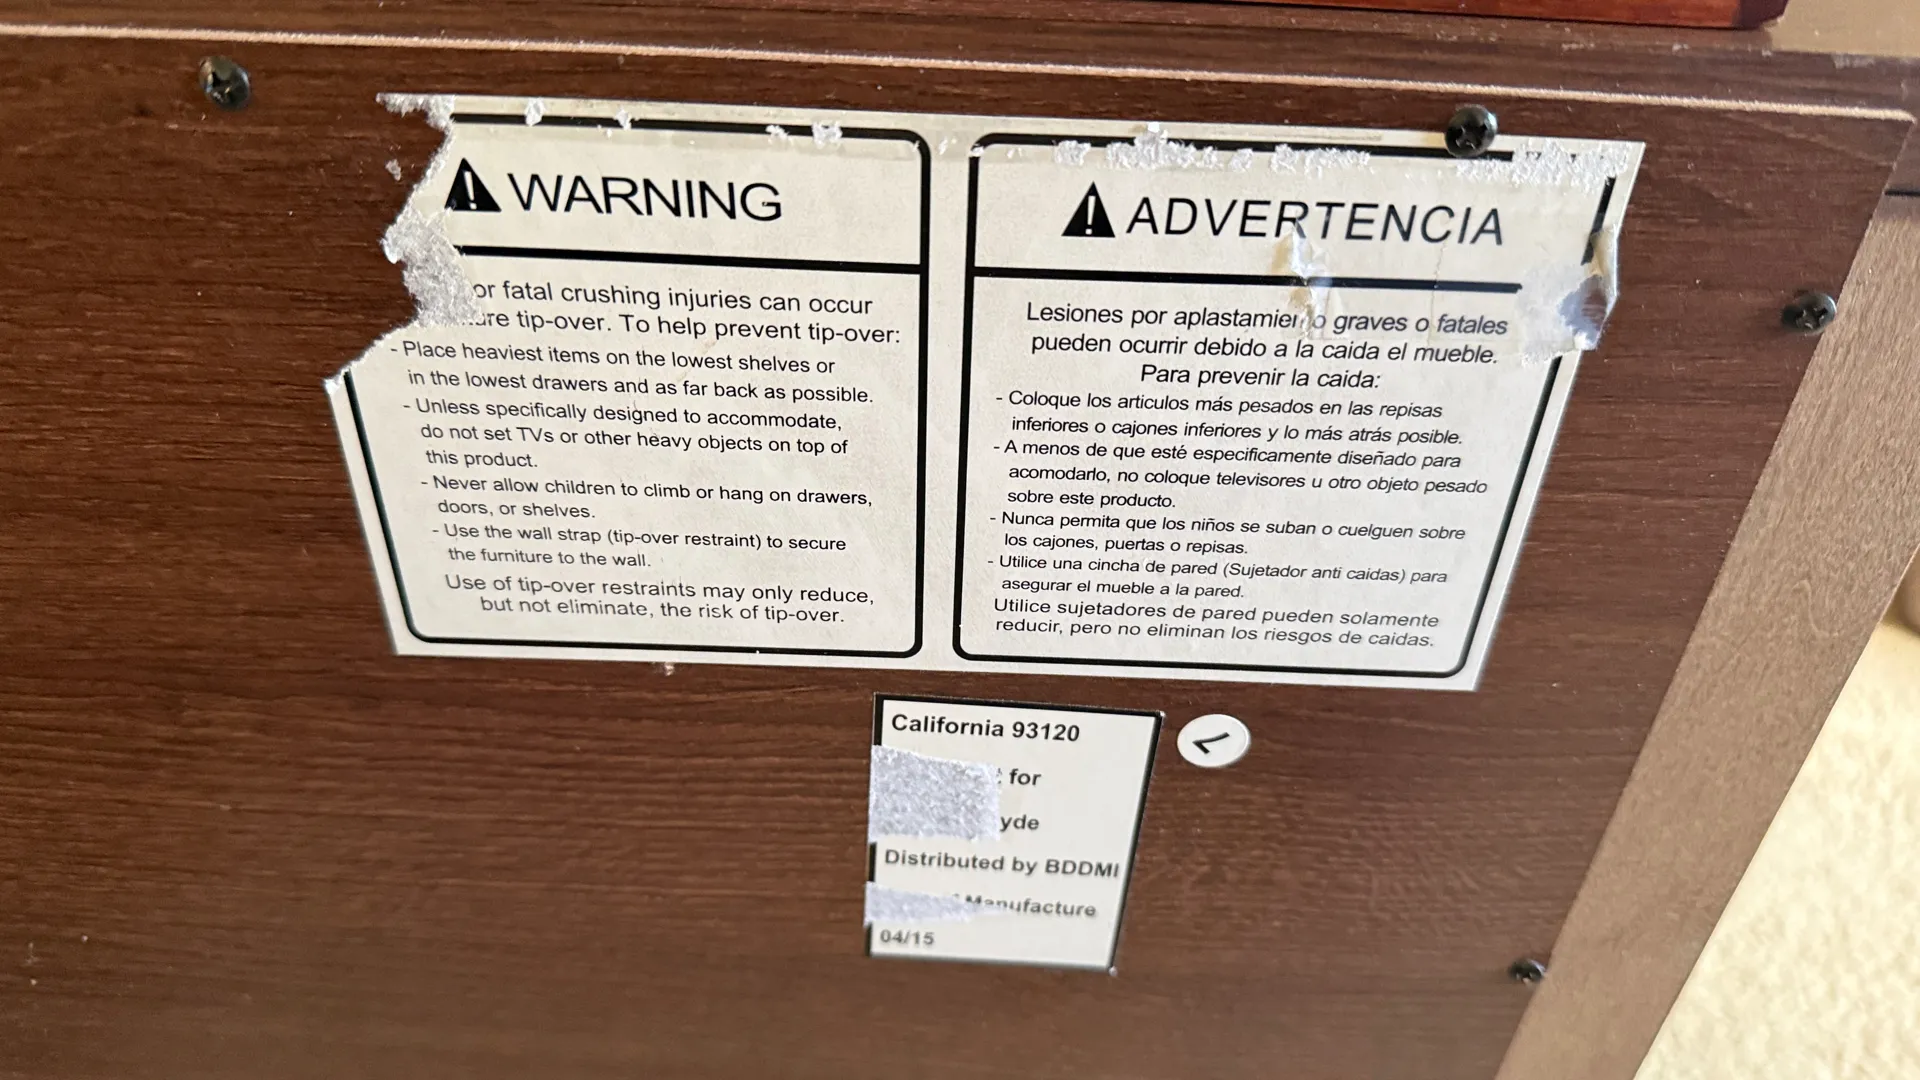 WARNING
or fatal crushing injuries can occur
tip-over. To help prevent tip-over:
- Place heaviest items on the lowest shelves or
in the lowest drawers and as far back as possible.
- Unless specifically designed to accommodate,
do not set TVs or other heavy objects on top of
this product.
- Never allow children to climb or hang on drawers,
doors, or shelves.
- Use the wall strap (tip-over restraint) to secure
the furniture to the wall.
Use of tip-over restraints may only reduce,
but not eliminate, the risk of tip-over.
ADVERTENCIA
Lesiones por graves o fatales
pueden ocurrir debido a la caida el mueble.
Para prevenir la caida:
- Coloque los articulos más pesados en las repisas
inferiores o cajones inferiores y lo más atrás posible.
- A menos de que esté especificamente diseñado para
acomodarlo, no coloque televisores u otro objeto pesado
sobre este producto.
- Nunca permita que los niños se suban o cuelguen sobre
los cajones, puertas o repisas.
- Utilice una cincha de pared (Sujetador anti caidas) para
asegurar el mueble a la pared.
Utilice sujetadores de pared pueden solamente
reducir, pero no eliminan los riesgos de caidas.
California 93120
for
yde
Distributed by BDDMI
Manufacture
04/15